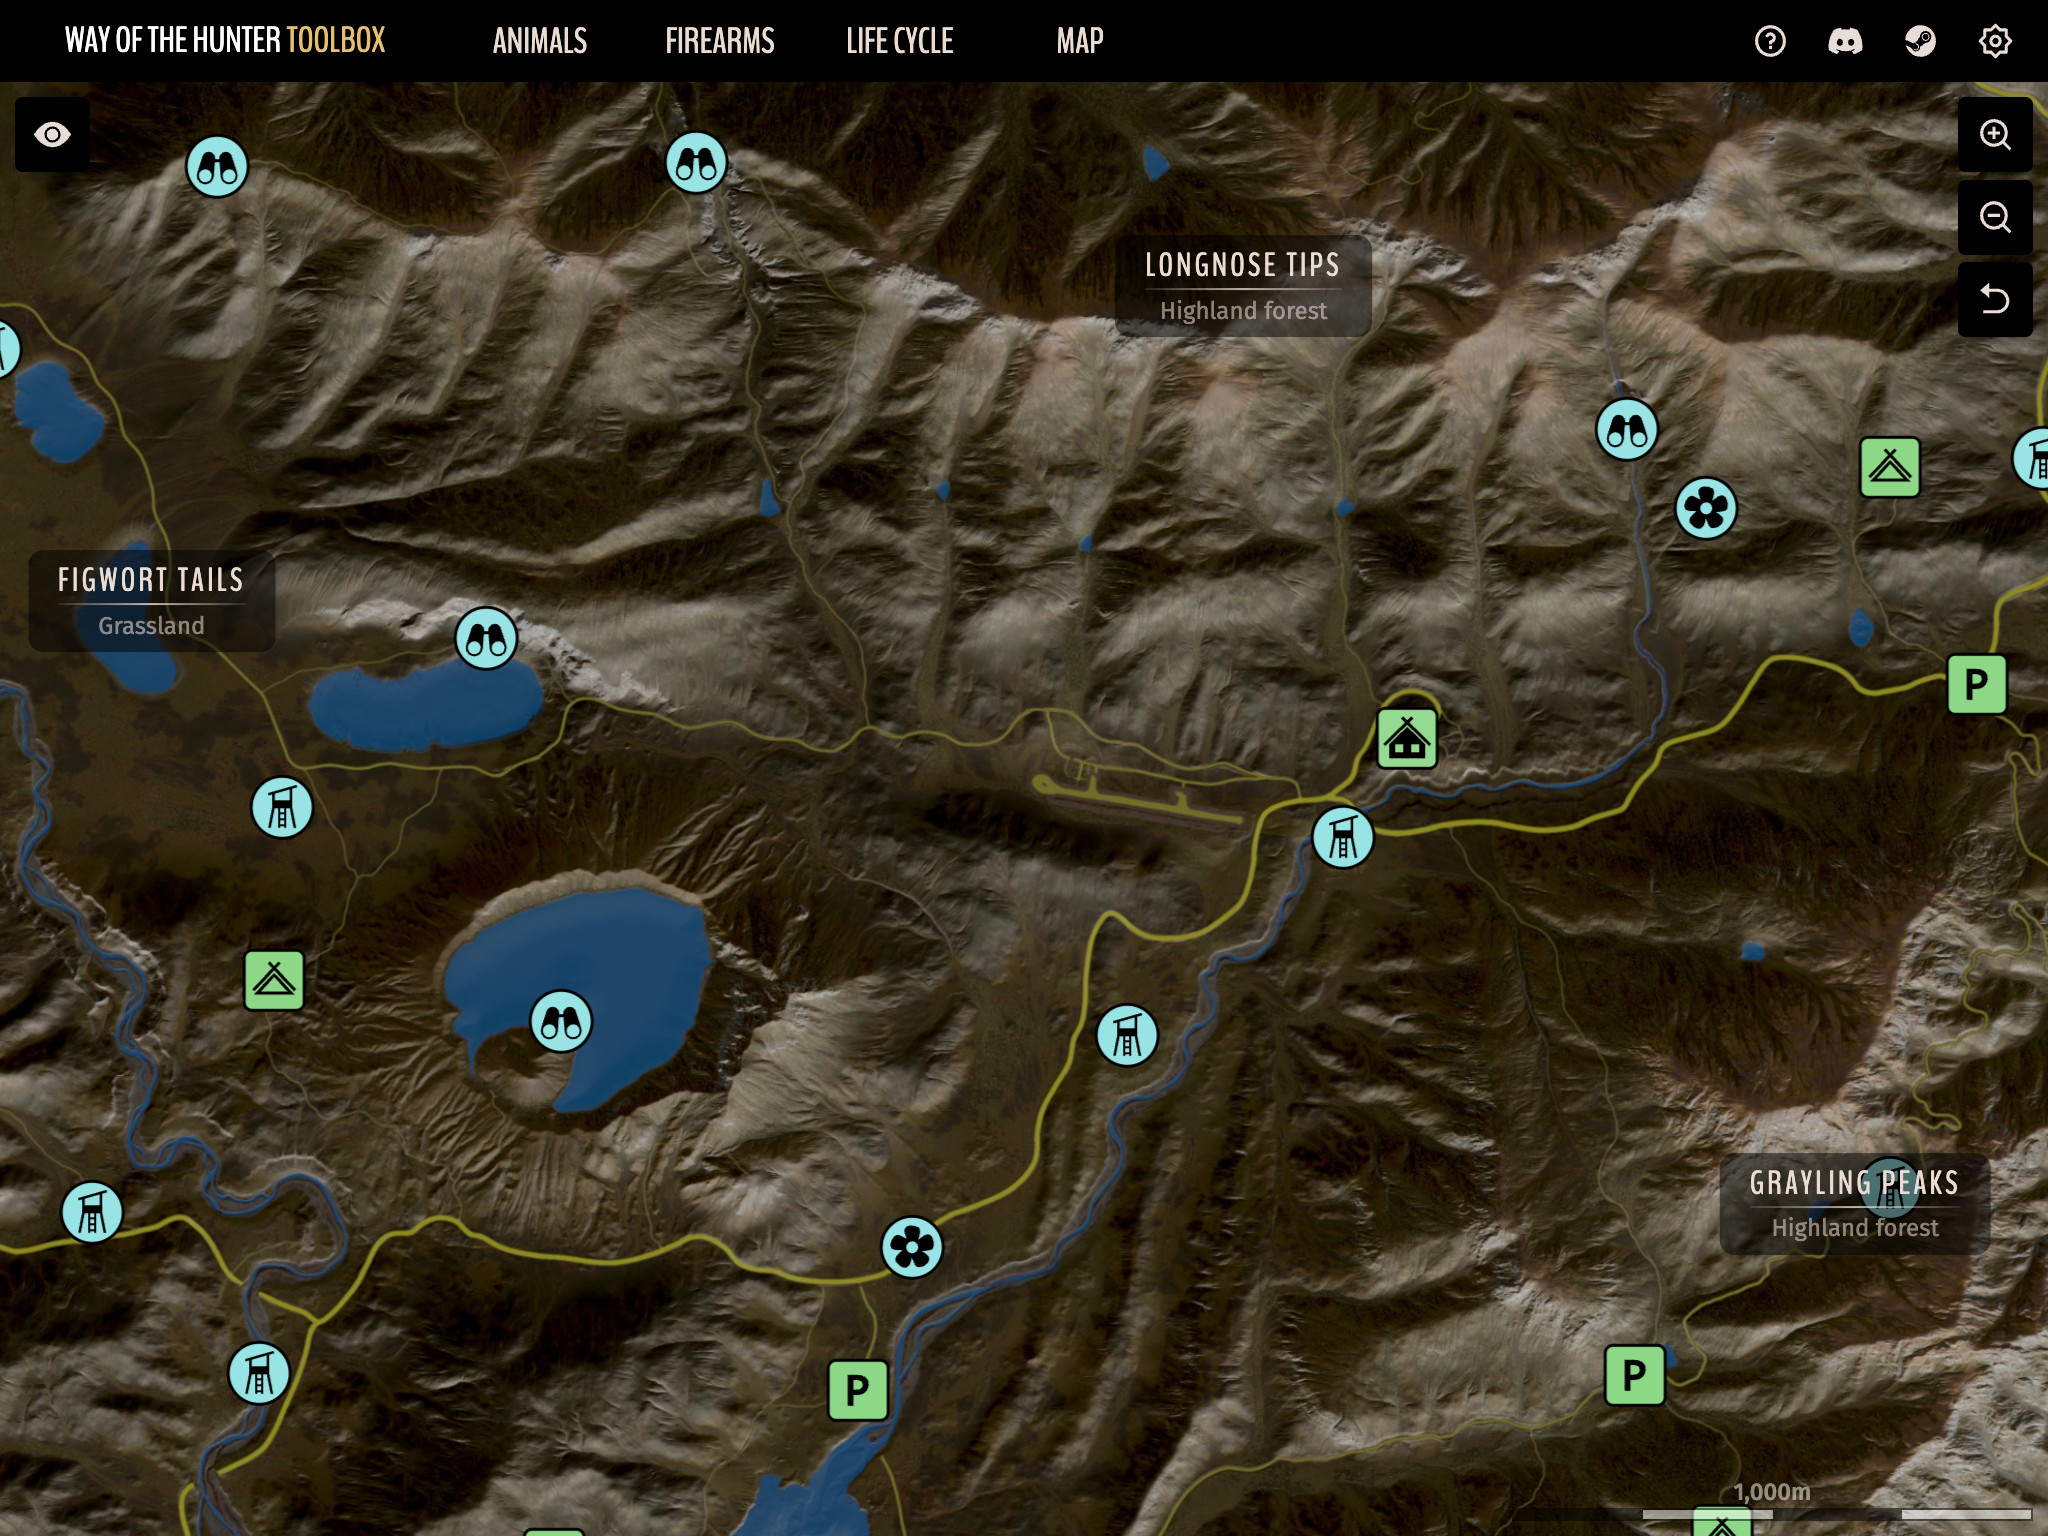 WAY OF THE HUNTER TOOLBOX
ANIMALS
FIREARMS
LIFE CYCLE
MAP
LONGNOSE TIPS
Highland forest
FIGWORT TAILS
Grassland
P
GRAYLING PEAKS
Highland forest
P
P
1,000m